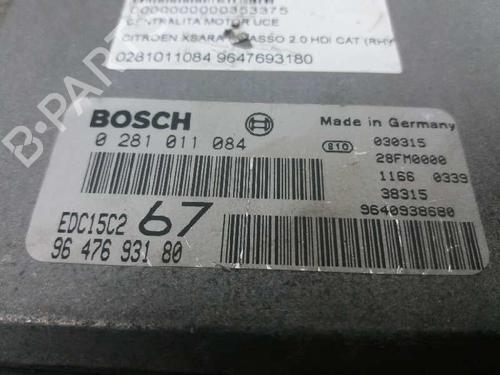 CENTRALITA MOTOR UCE
CITROEN XSARA PICASSO 2.0 HDI CAT (RHY
0281011084 9647693180
BOSCH
Made in Germany
0 281 011 084
810
030315
28FM0000
1166 0339
38315
9640938680
EDC15C2 67
96 476 931 80
B-PARTS